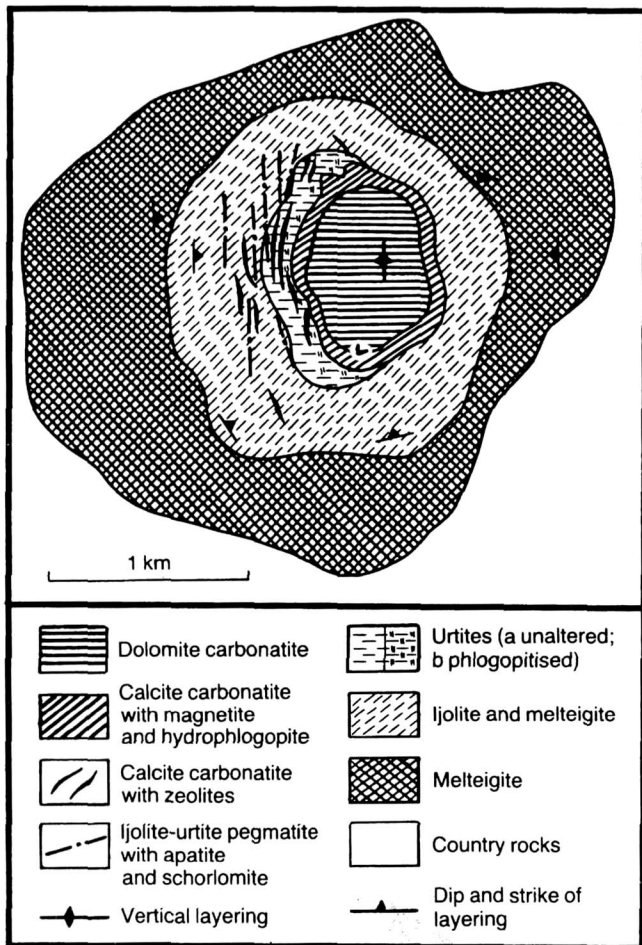 1 km
Dolomite carbonatite
Calcite carbonatite
with magnetite
and hydrophlogopite
Calcite carbonatite
with zeolites
Ijolite-urtite pegmatite
with apatite
and schorlomite
Vertical layering
Urtites (a unaltered;
b phlogopitised)
Ijolite and melteigite
Melteigite
Country rocks
Dip and strike of
layering